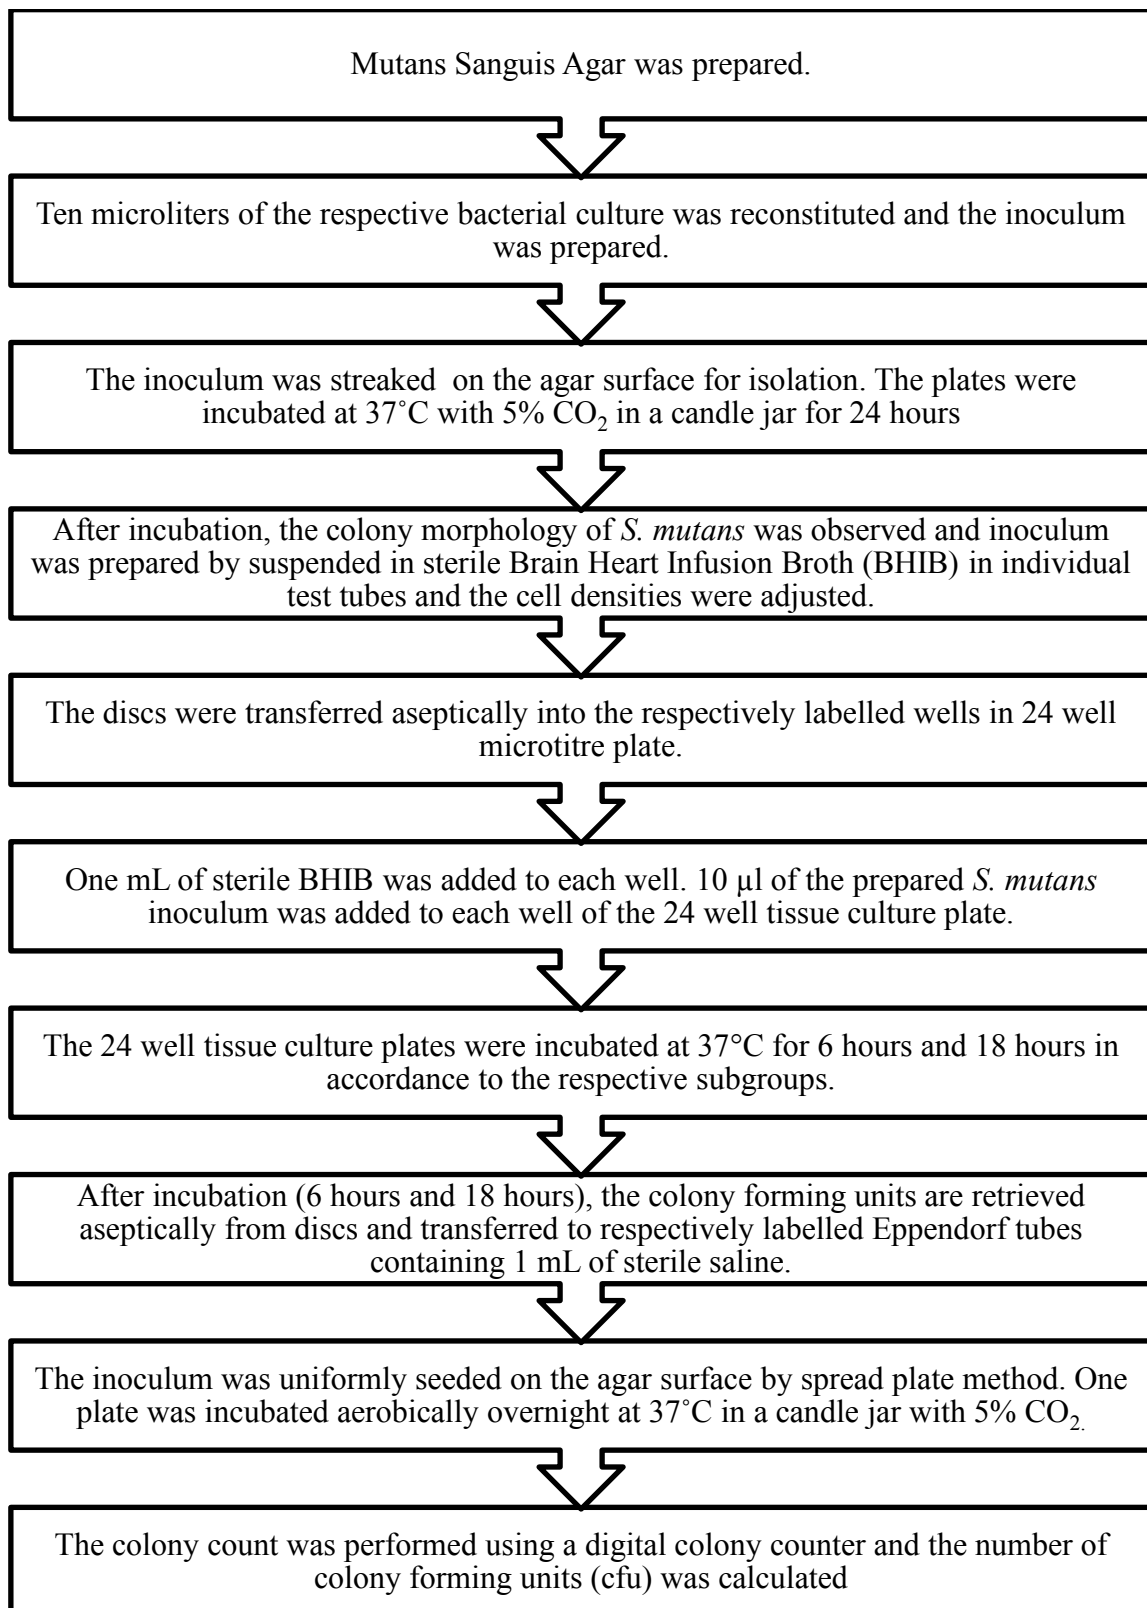 Mutans Sanguis Agar was prepared.
Ten microliters of the respective bacterial culture was reconstituted and the inoculum
was prepared.
The inoculum was streaked  on the agar surface for isolation. The plates were
incubated at 37˚C with 5% CO₂ in a candle jar for 24 hours
After incubation, the colony morphology of S. mutans was observed and inoculum
was prepared by suspended in sterile Brain Heart Infusion Broth (BHIB) in individual
test tubes and the cell densities were adjusted.
The discs were transferred aseptically into the respectively labelled wells in 24 well
microtitre plate.
One mL of sterile BHIB was added to each well. 10 µl of the prepared S. mutans
inoculum was added to each well of the 24 well tissue culture plate.
The 24 well tissue culture plates were incubated at 37°C for 6 hours and 18 hours in
accordance to the respective subgroups.
After incubation (6 hours and 18 hours), the colony forming units are retrieved
aseptically from discs and transferred to respectively labelled Eppendorf tubes
containing 1 mL of sterile saline.
The inoculum was uniformly seeded on the agar surface by spread plate method. One
plate was incubated aerobically overnight at 37˚C in a candle jar with 5% CO₂.
The colony count was performed using a digital colony counter and the number of
colony forming units (cfu) was calculated